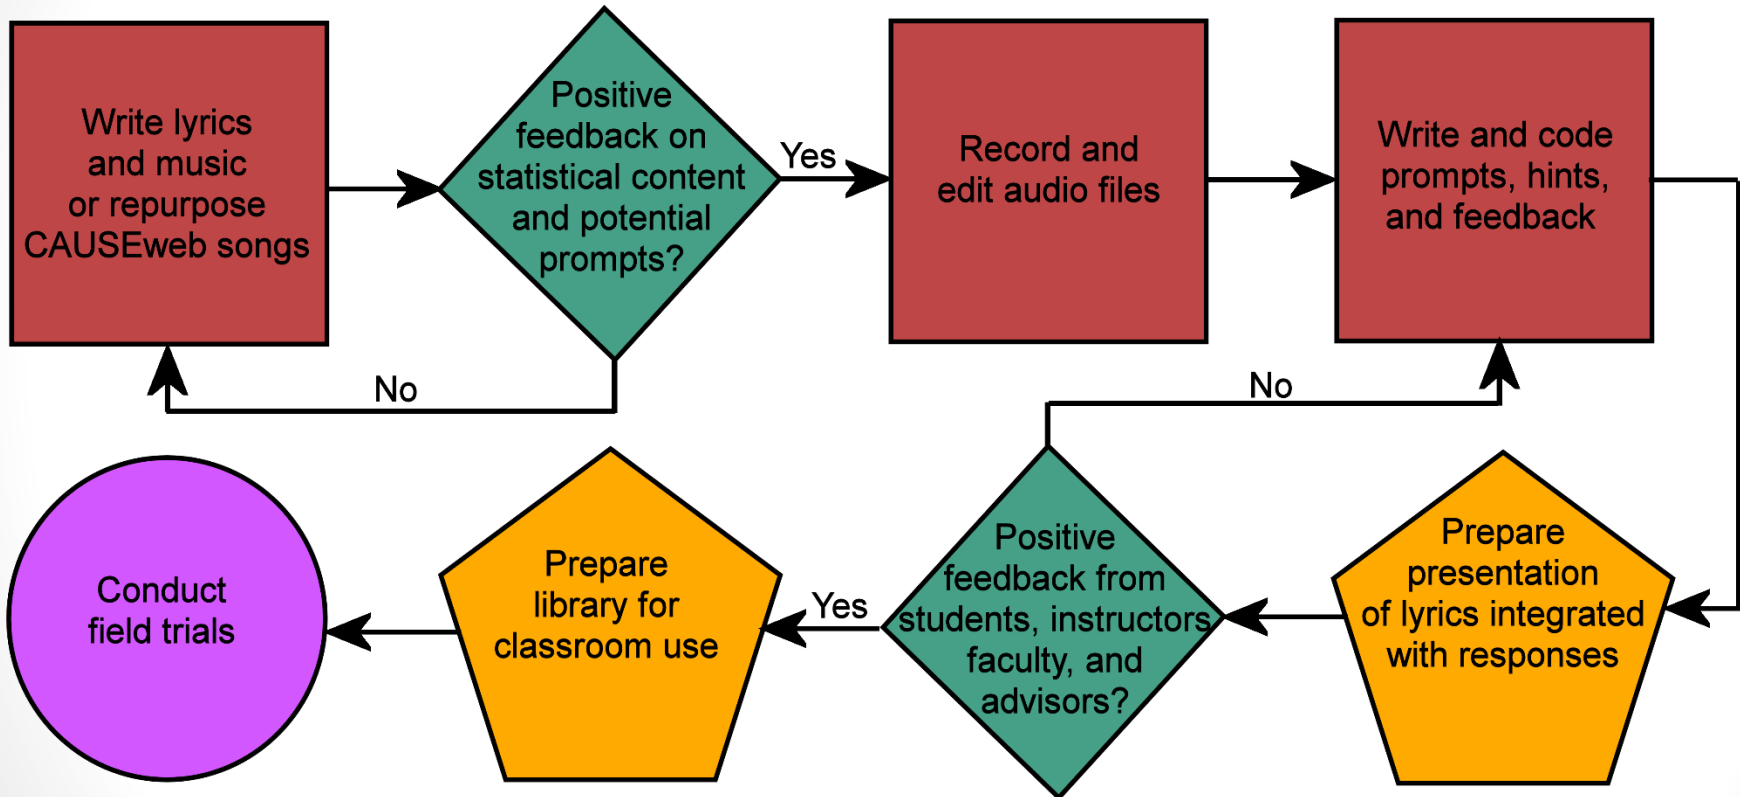 Write lyrics
and music
or repurpose
CAUSEweb songs
Positive
feedback on
statistical content
and potential
prompts?
Yes
No
Record and
edit audio files
Write and code
prompts, hints,
and feedback
Prepare
presentation
of lyrics integrated
with responses
Positive
feedback from
students, instructors
faculty, and
advisors?
No
Yes
Prepare
library for
classroom use
Conduct
field trials